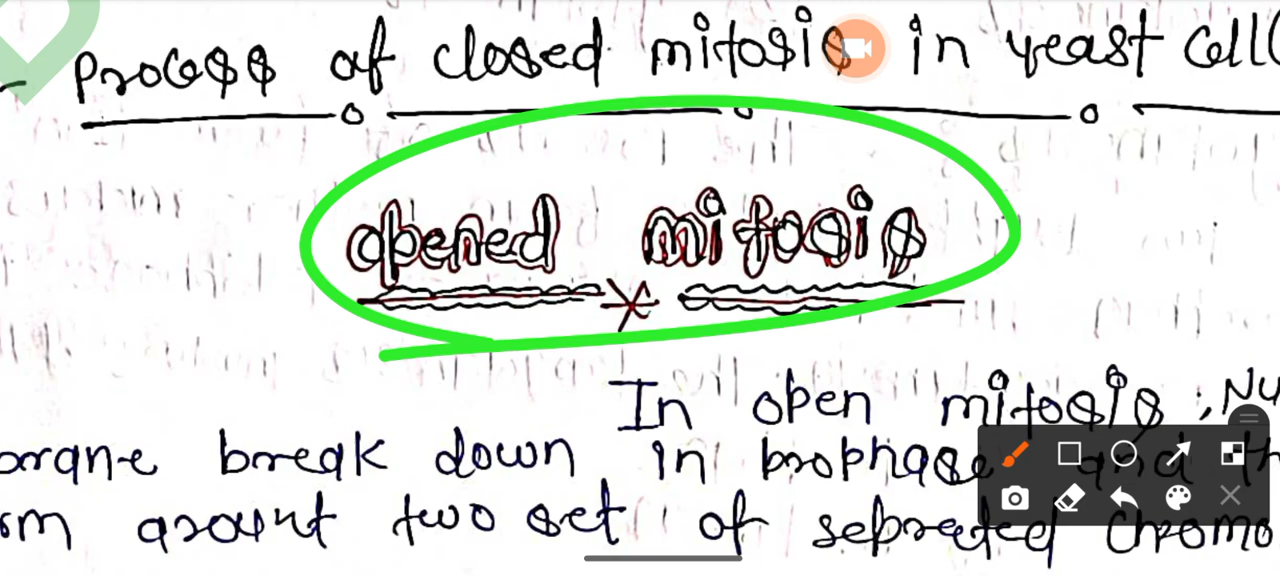 Process of closed mitosis in yeast cell(
opened mitosis
In open mitosis, Nu
brane break down in prophase and th
rm arount two set of sepreted chromo